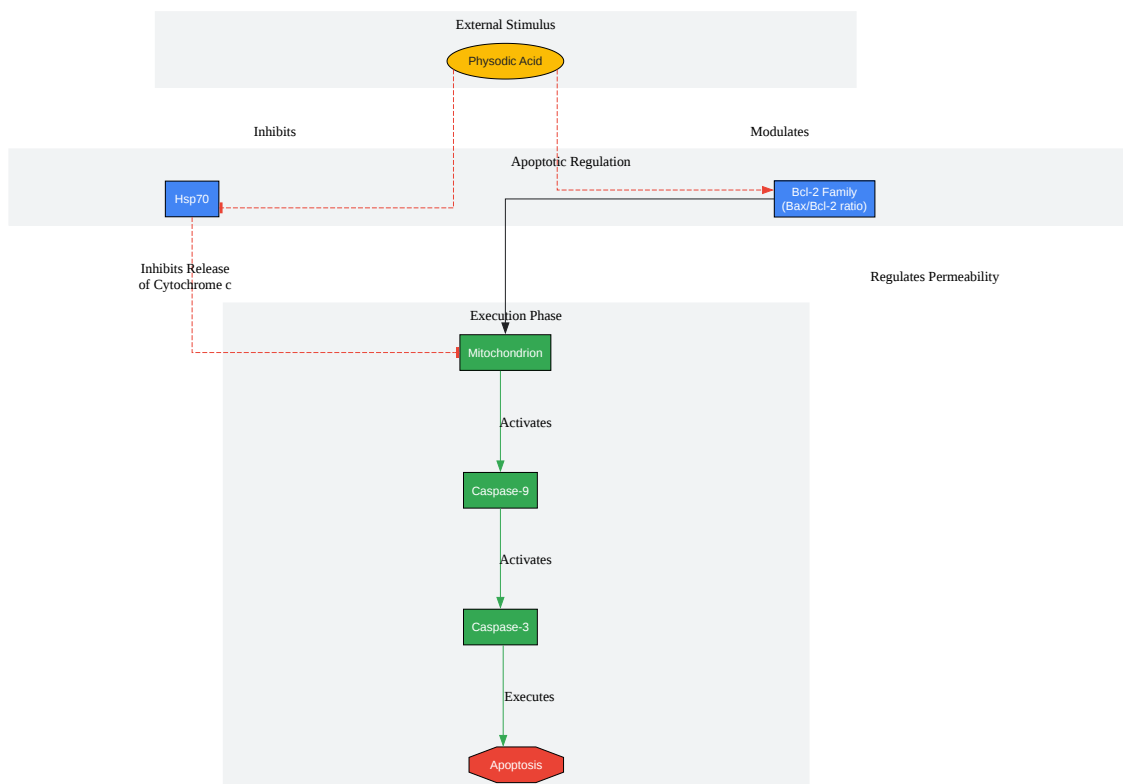 External Stimulus
Physodic Acid
Inhibits
Modulates
Apoptotic Regulation
Hsp70
Bcl-2 Family
(Bax/Bcl-2 ratio)
Inhibits Release
of Cytochrome c
Regulates Permeability
Execution Phase
Mitochondrion
Activates
Caspase-9
Activates
Caspase-3
Executes
Apoptosis